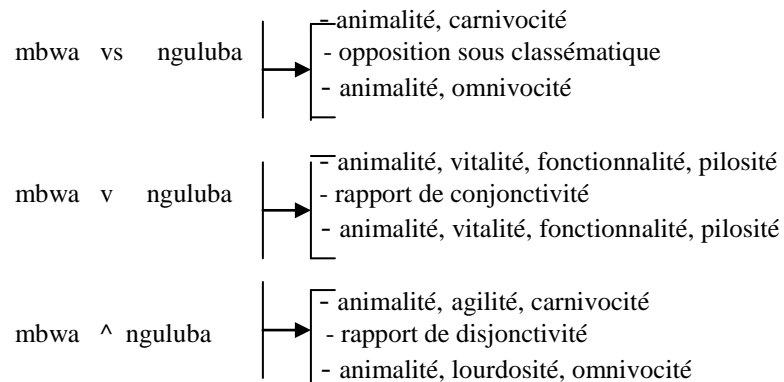 - animalité, carnivocité
mbwa vs nguluba - opposition sous classématique
- animalité, omnivocité
- animalité, vitalité, fonctionnalité, pilosité
mbwa v nguluba - rapport de conjonctivité
- animalité, vitalité, fonctionnalité, pilosité
- animalité, agilité, carnivocité
mbwa ^ nguluba - rapport de disjonctivité
- animalité, lourdosité, omnivocité